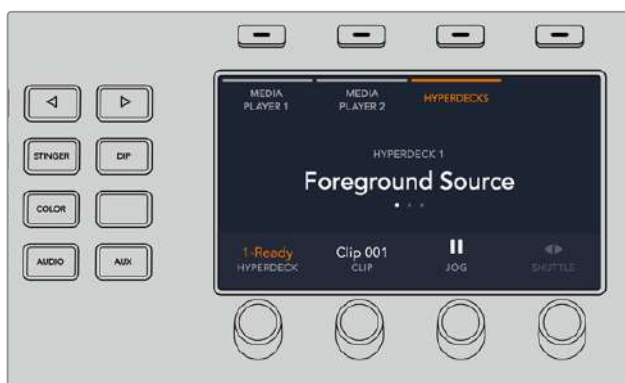 MEDIA
PLAYER 1
MEDIA
PLAYER 2
HYPERDECKS
STINGER
DIP
HYPERDECK 1
Foreground Source
COLOR
AUDIO
AUX
1-Ready
HYPERDECK
Clip 001
CLIP
JOG
SHUTTLE